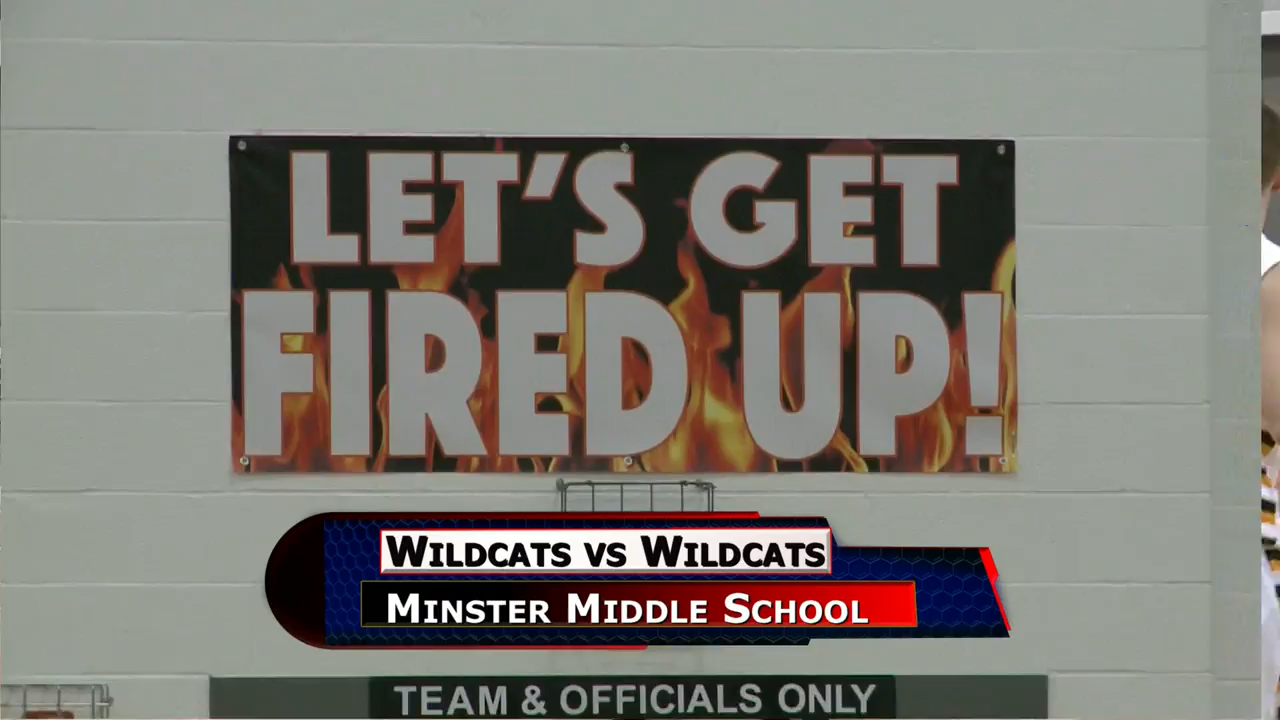 LET'S GET
FIRED UP!
WILDCATS VS WILDCATS
MINSTER MIDDLE SCHOOL
TEAM & OFFICIALS ONLY